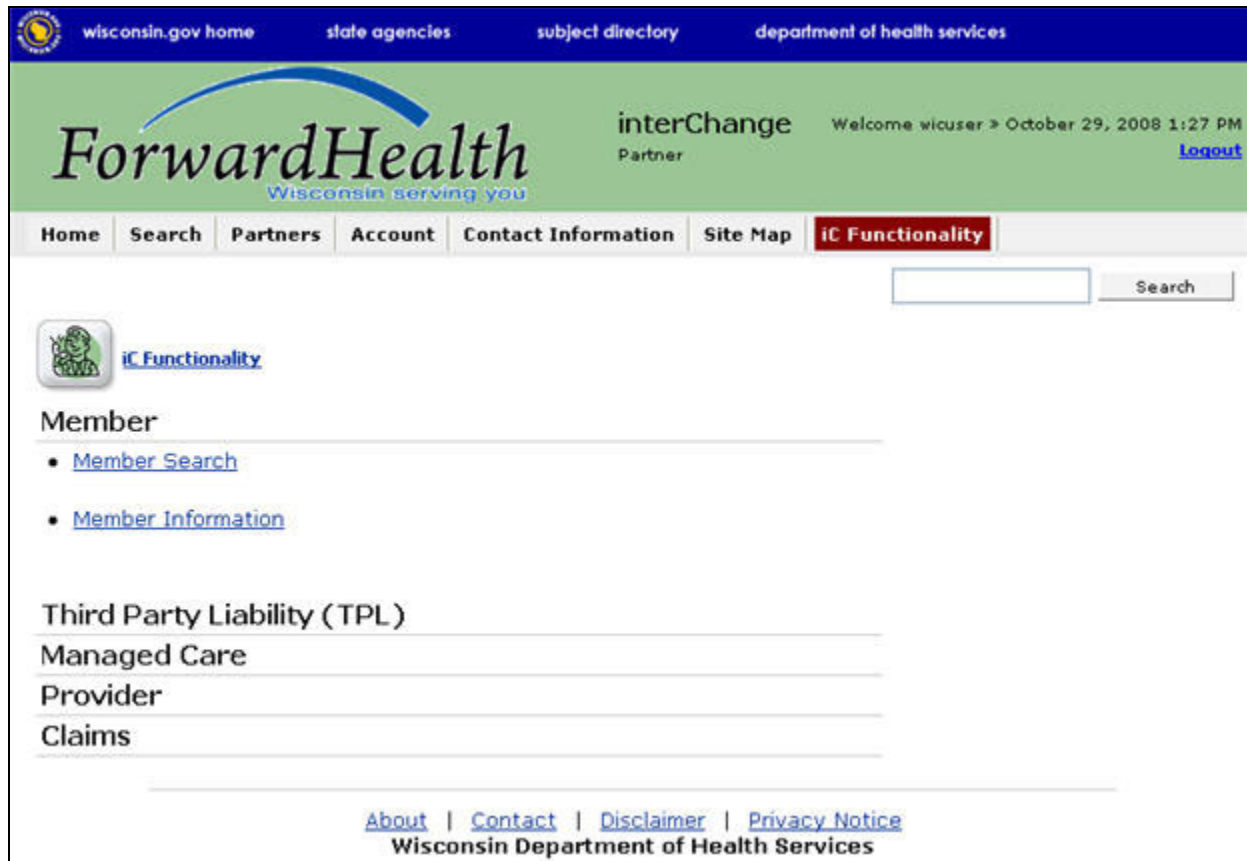 wisconsin.gov home state agencies subject directory department of health services
ForwardHealth
Wisconsin serving you
interChange
Partner
Welcome wicuser » October 29, 2008 1:27 PM
Logout
Home Search Partners Account Contact Information Site Map iC Functionality
Search
iC Functionality
Member
• Member Search
• Member Information
Third Party Liability (TPL)
Managed Care
Provider
Claims
About | Contact | Disclaimer | Privacy Notice
Wisconsin Department of Health Services